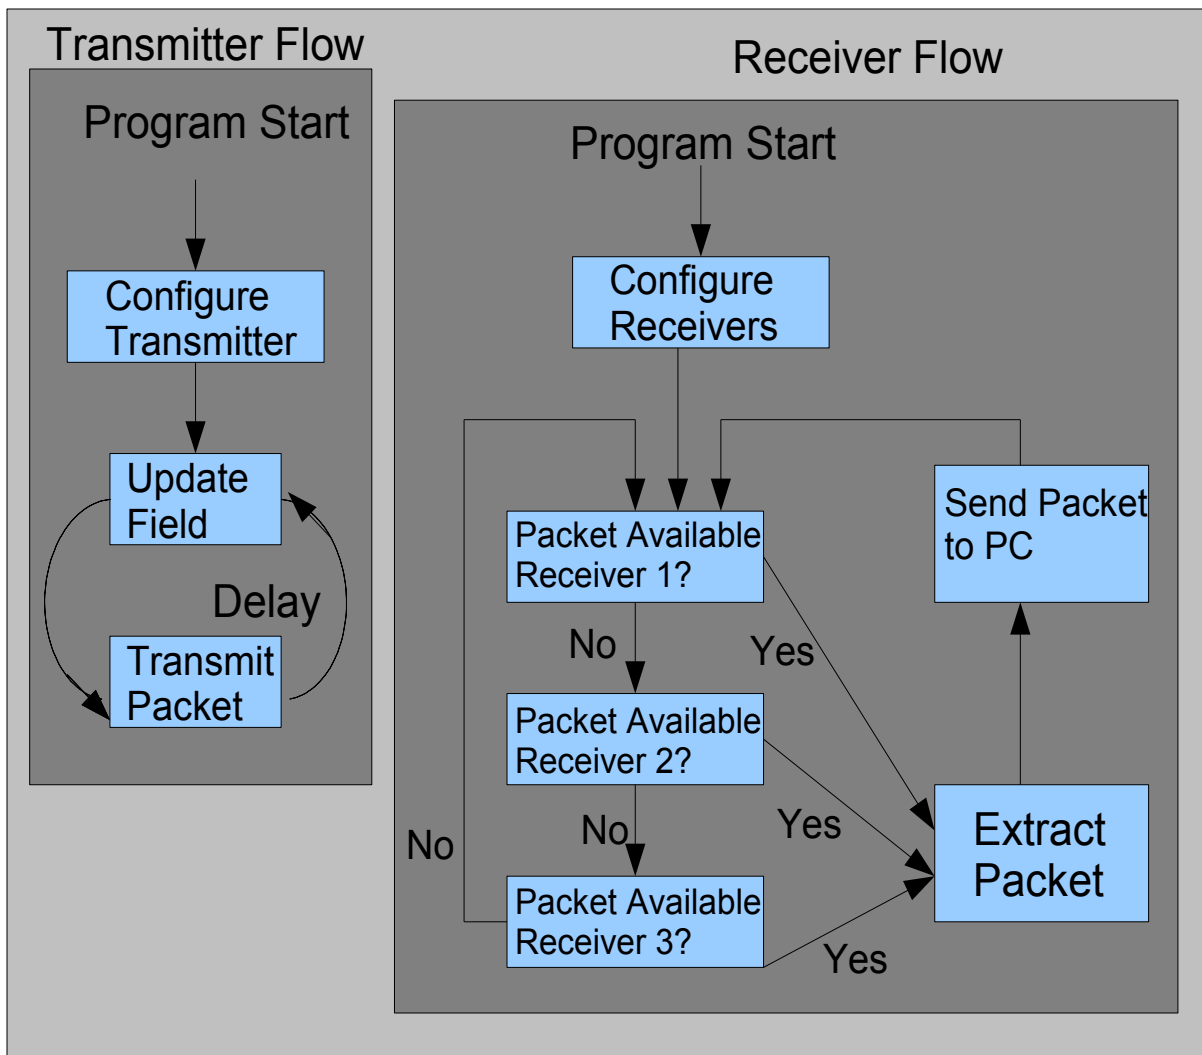 Transmitter Flow
Program Start
Configure
Transmitter
Update
Field
Delay
Transmit
Packet
Receiver Flow
Program Start
Configure
Receivers
Packet Available
Receiver 1?
No
Yes
Packet Available
Receiver 2?
No
Yes
No
Packet Available
Receiver 3?
Yes
Send Packet
to PC
Extract
Packet